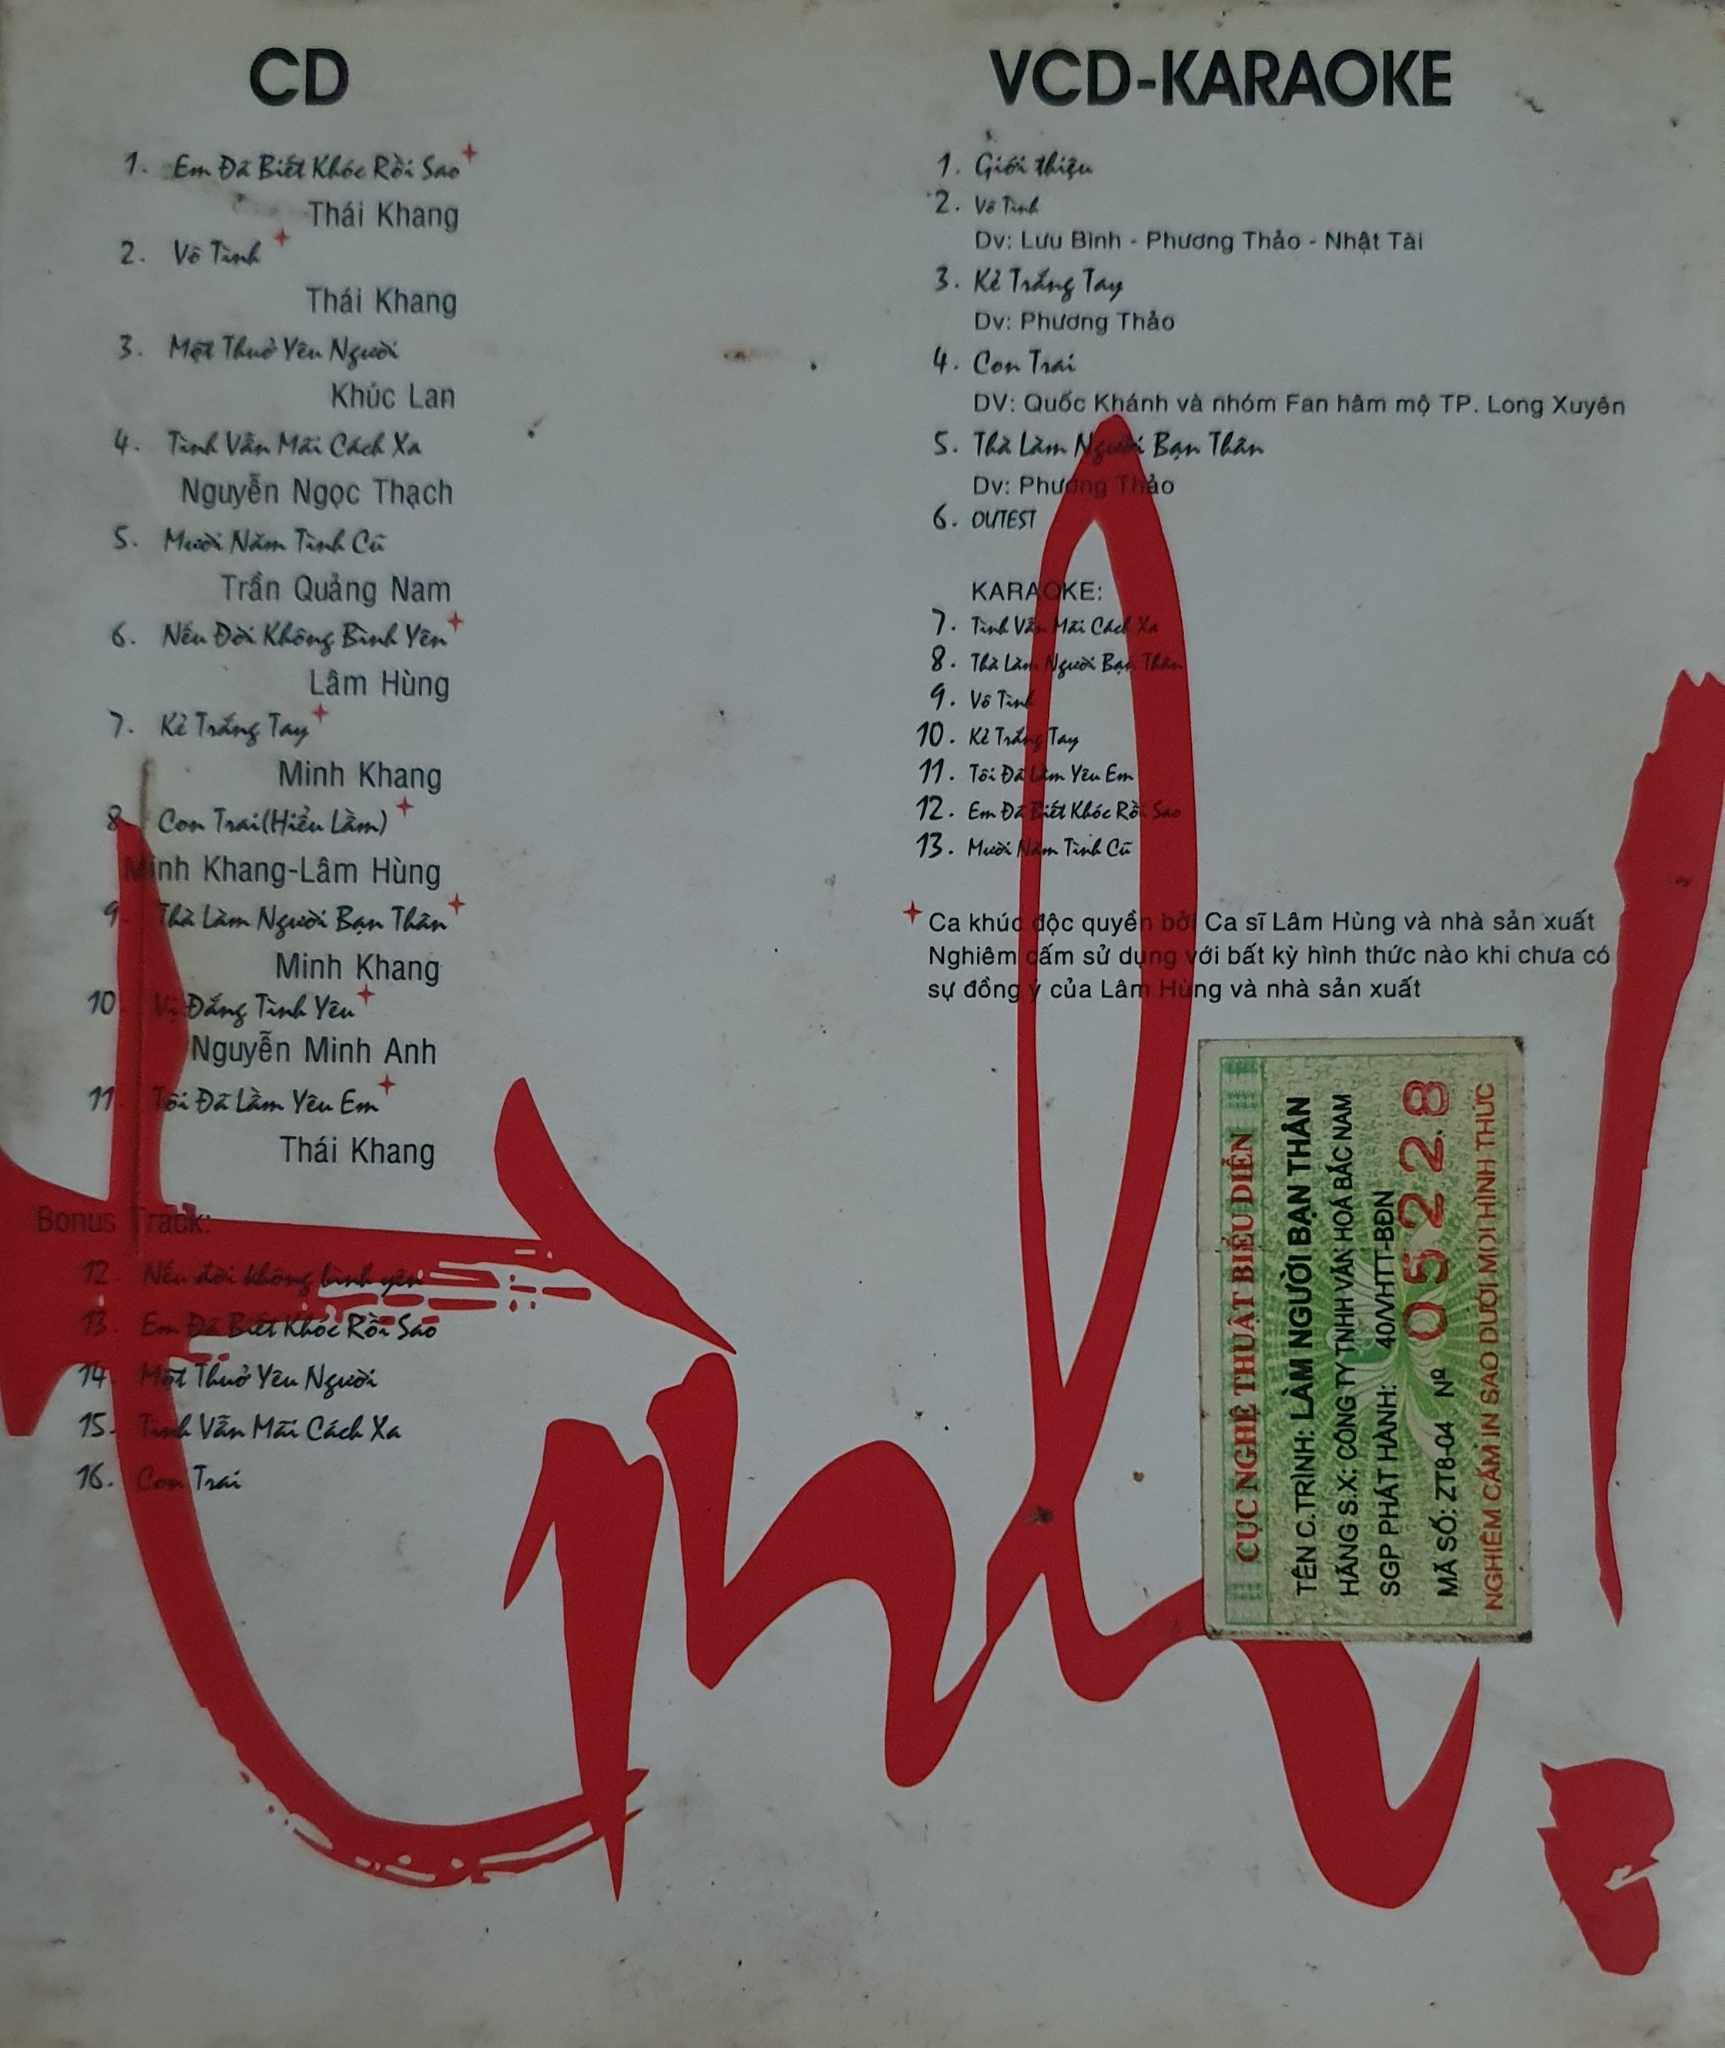 CD
1. Em Đã Biết Khóc Rồi Sao
Thái Khang
2. Vô Tình
Thái Khang
3. Một Thuở Yêu Người
Khúc Lan
4. Tình Vẫn Mãi Cách Xa
Nguyễn Ngọc Thạch
5. Mười Năm Tình Cũ
Trần Quảng Nam
6. Nếu Đời Không Bình Yên
Lâm Hùng
7. Kẻ Trắng Tay
Minh Khang
8. Con Trai(Hiểu Lầm)
Minh Khang-Lâm Hùng
9. Thà Làm Người Bạn Thân
Minh Khang
10. Vị Đắng Tình Yêu
Nguyễn Minh Anh
11. Tôi Đã Lầm Yêu Em
Thái Khang
Bonus Track:
12. Nếu đời không bình yên
13. Em Đã Biết Khóc Rồi Sao
14. Một Thuở Yêu Người
15. Tình Vẫn Mãi Cách Xa
16. Con Trai
VCD-KARAOKE
1. Giới thiệu
2. Vô Tình
Dv: Lưu Bình - Phương Thảo - Nhật Tài
3. Kẻ Trắng Tay
Dv: Phương Thảo
4. Con Trai
DV: Quốc Khánh và nhóm Fan hâm mộ TP. Long Xuyên
5. Thà Làm Người Bạn Thân
Dv: Phương Thảo
6. OUTEST
KARAOKE:
7. Tình Vẫn Mãi Cách Xa
8. Thà Làm Người Bạn Thân
9. Vô Tình
10. Kẻ Trắng Tay
11. Tôi Đã Lầm Yêu Em
12. Em Đã Biết Khóc Rồi Sao
13. Mười Năm Tình Cũ
Ca khúc độc quyền bởi Ca sĩ Lâm Hùng và nhà sản xuất
Nghiêm cấm sử dụng với bất kỳ hình thức nào khi chưa có
sự đồng ý của Lâm Hùng và nhà sản xuất
CỤC NGHỆ THUẬT BIỂU DIỄN
TÊN C.TRÌNH: LÀM NGƯỜI BẠN THÂN
HÃNG S.X: CÔNG TY TNHH VĂN HOÁ BẮC NAM
SGP PHÁT HÀNH: 40/VHTT-BĐN
MÃ SỐ: ZT8-04 Nº 05228
NGHIÊM CẤM IN SAO DƯỚI MỌI HÌNH THỨC
tình!